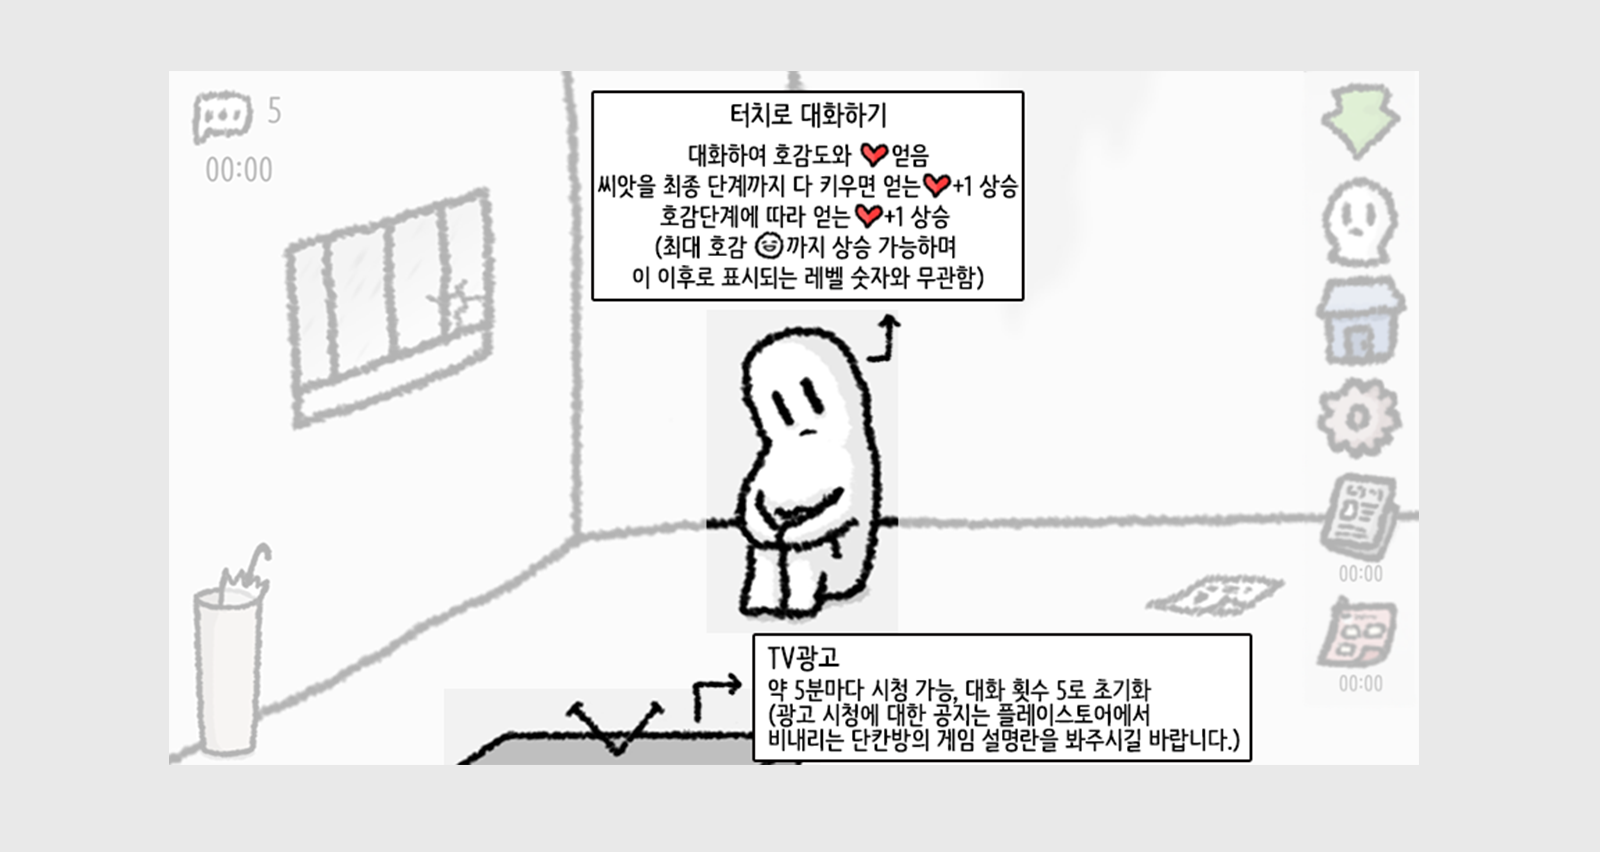 5
00:00
터치로 대화하기
대화하여 호감도와 ❤얻음
씨앗을 최종 단계까지 다 키우면 얻는❤+1 상승
호감단계에 따라 얻는❤+1 상승
(최대 호감 ☺까지 상승 가능하며
이 이후로 표시되는 레벨 숫자와 무관함)
00:00
00:00
TV광고
약 5분마다 시청 가능, 대화 횟수 5로 초기화
(광고 시청에 대한 공지는 플레이스토어에서
비내리는 단칸방의 게임 설명란을 봐주시길 바랍니다.)